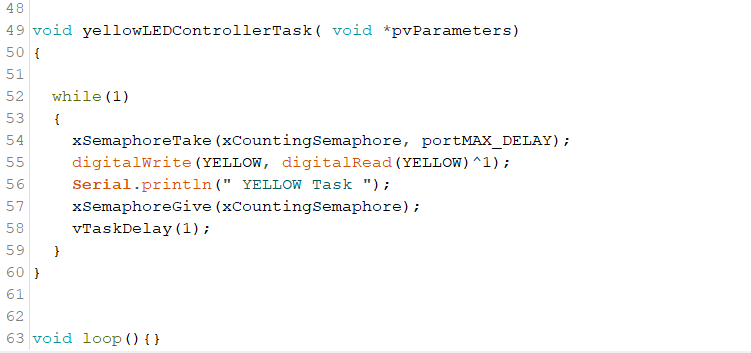 48
49 void yellowLEDControllerTask( void *pvParameters)
50 {
51
52   while(1)
53   {
54     xSemaphoreTake(xCountingSemaphore, portMAX_DELAY);
55     digitalWrite(YELLOW, digitalRead(YELLOW)^1);
56     Serial.println(" YELLOW Task ");
57     xSemaphoreGive(xCountingSemaphore);
58     vTaskDelay(1);
59   }
60 }
61
62
63 void loop(){}